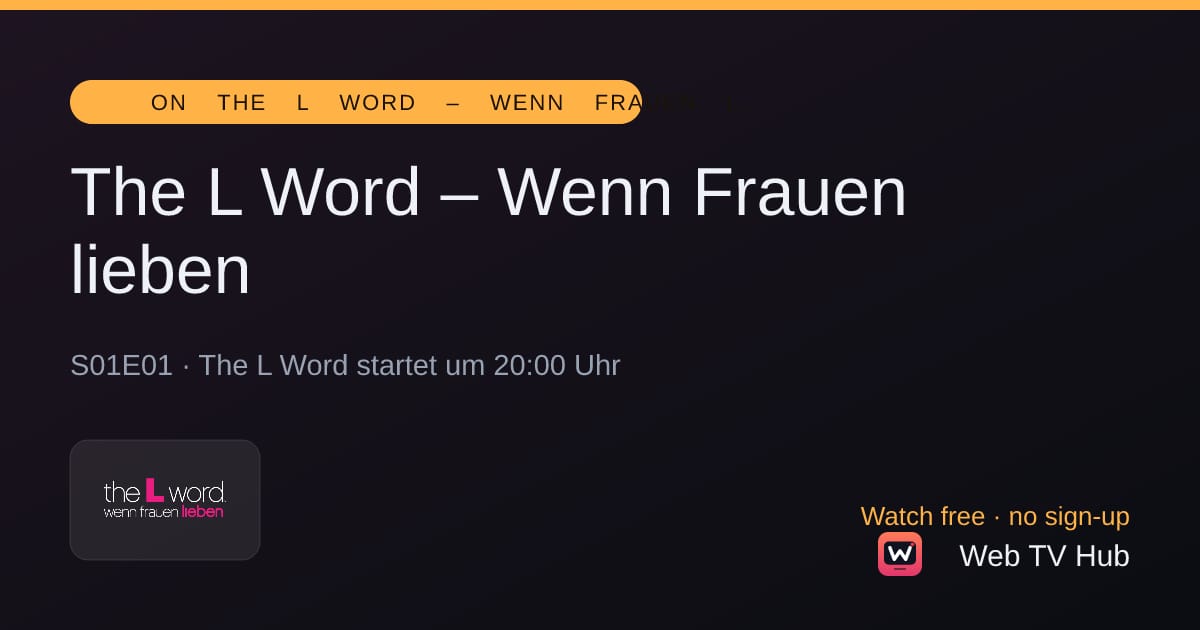 ON THE L WORD – WENN FRA
The L Word – Wenn Frauen
lieben
S01E01 · The L Word startet um 20:00 Uhr
the L word.
wenn frauen lieben
Watch free · no sign-up
W
Web TV Hub